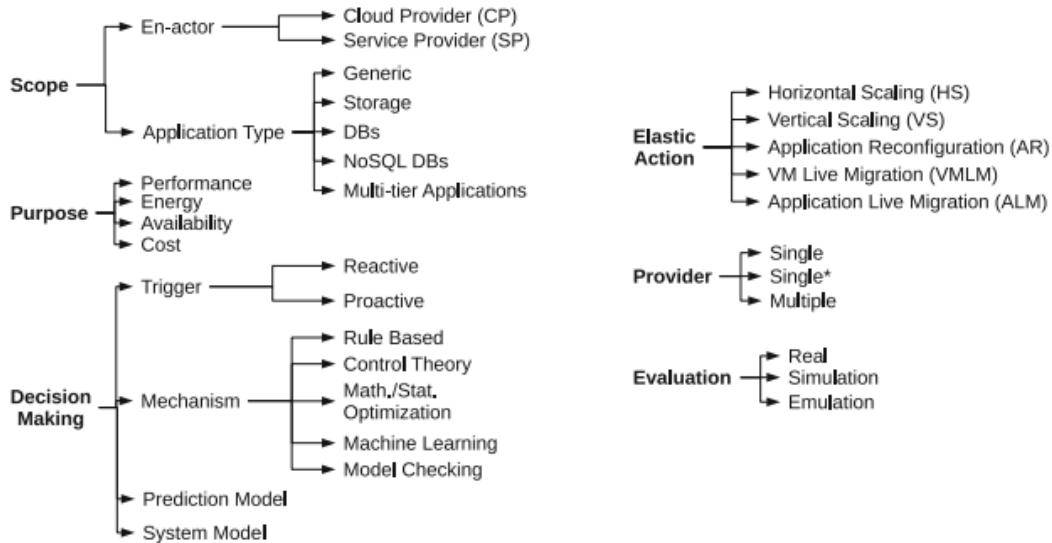 Scope
En-actor
Cloud Provider (CP)
Service Provider (SP)
Application Type
Generic
Storage
DBs
NoSQL DBs
Multi-tier Applications
Purpose
Performance
Energy
Availability
Cost
Decision
Making
Trigger
Reactive
Proactive
Mechanism
Rule Based
Control Theory
Math./Stat.
Optimization
Machine Learning
Model Checking
Prediction Model
System Model
Elastic
Action
Horizontal Scaling (HS)
Vertical Scaling (VS)
Application Reconfiguration (AR)
VM Live Migration (VMLM)
Application Live Migration (ALM)
Provider
Single
Single*
Multiple
Evaluation
Real
Simulation
Emulation